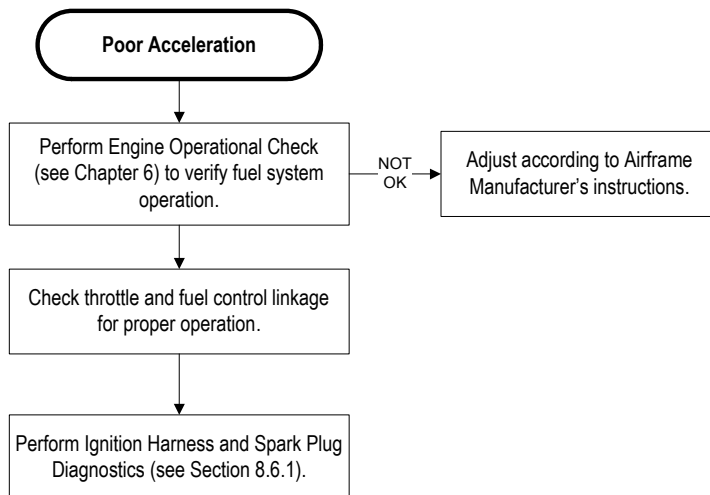 Poor Acceleration
Perform Engine Operational Check
(see Chapter 6) to verify fuel system
operation.
NOT
OK
Adjust according to Airframe
Manufacturer’s instructions.
Check throttle and fuel control linkage
for proper operation.
Perform Ignition Harness and Spark Plug
Diagnostics (see Section 8.6.1).